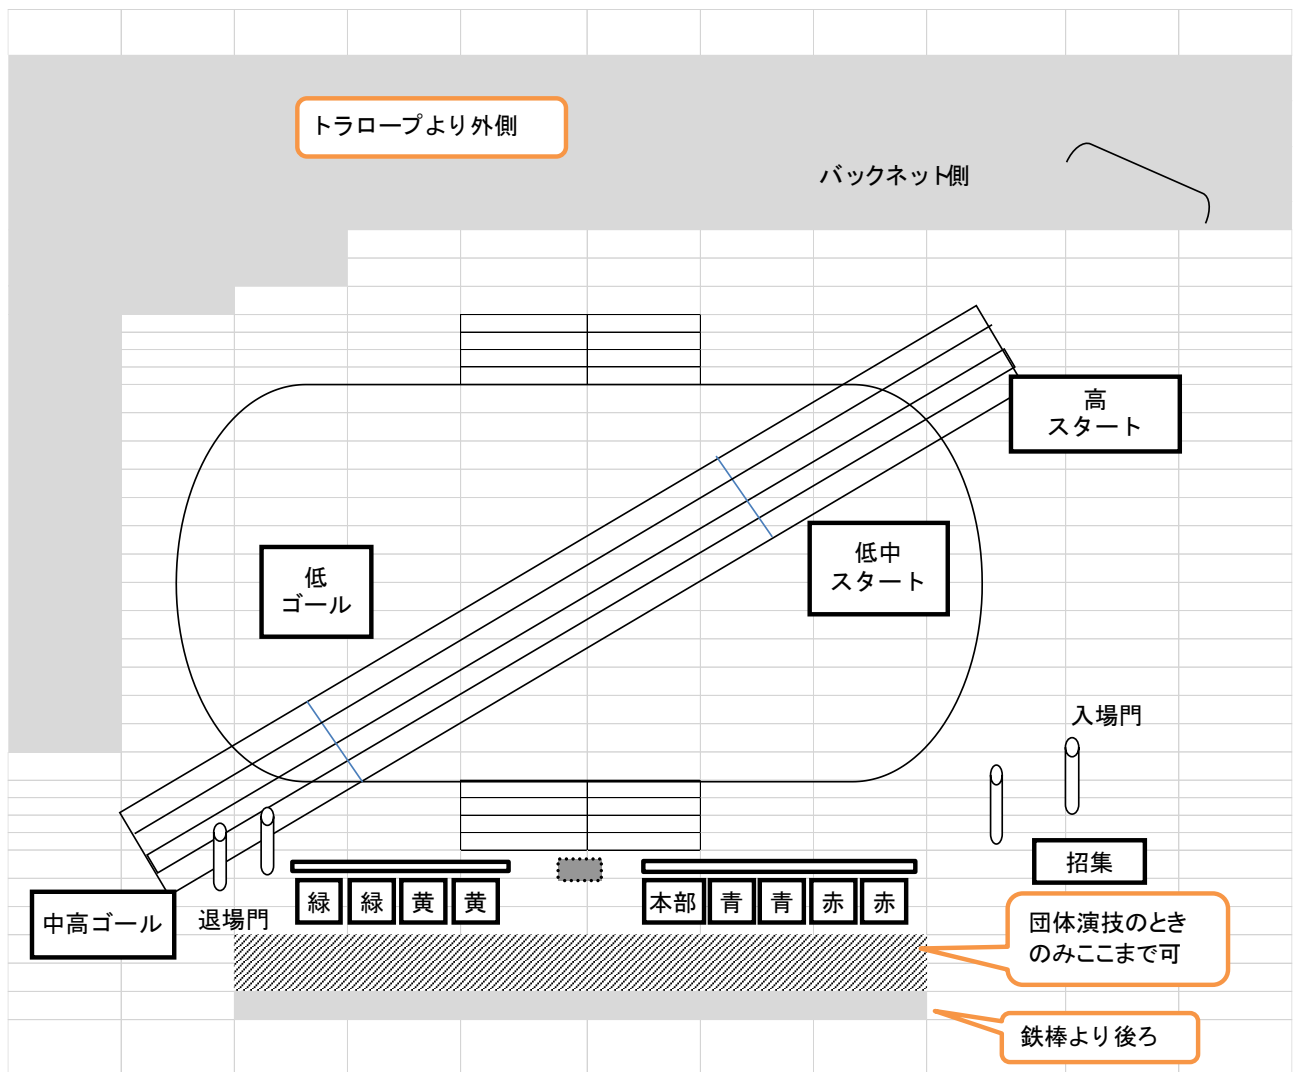 トラロープより外側
バックネット側
高
スタート
低中
スタート
低
ゴール
入場門
招集
緑 緑 黄 黄 本部 青 青 赤 赤
中高ゴール
退場門
団体演技のとき
のみここまで可
鉄棒より後ろ